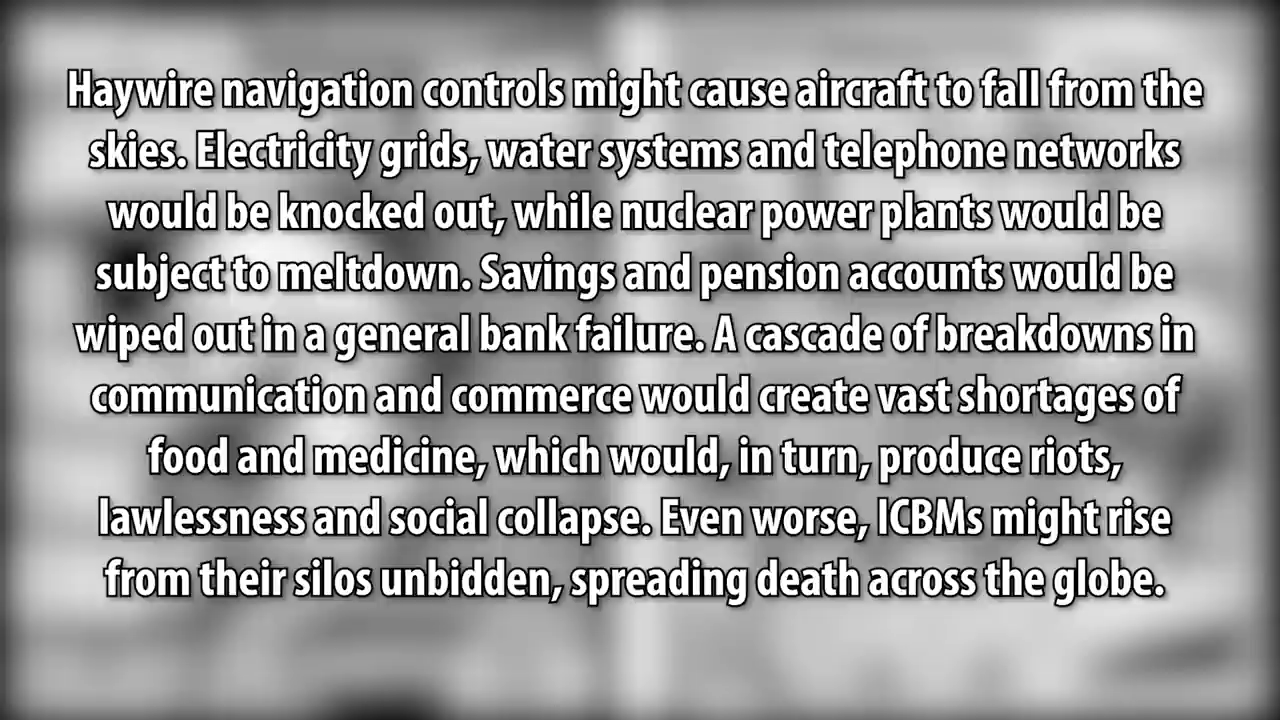 Haywire navigation controls might cause aircraft to fall from the
skies. Electricity grids, water systems and telephone networks
would be knocked out, while nuclear power plants would be
subject to meltdown. Savings and pension accounts would be
wiped out in a general bank failure. A cascade of breakdowns in
communication and commerce would create vast shortages of
food and medicine, which would, in turn, produce riots,
lawlessness and social collapse. Even worse, ICBMs might rise
from their silos unbidden, spreading death across the globe.